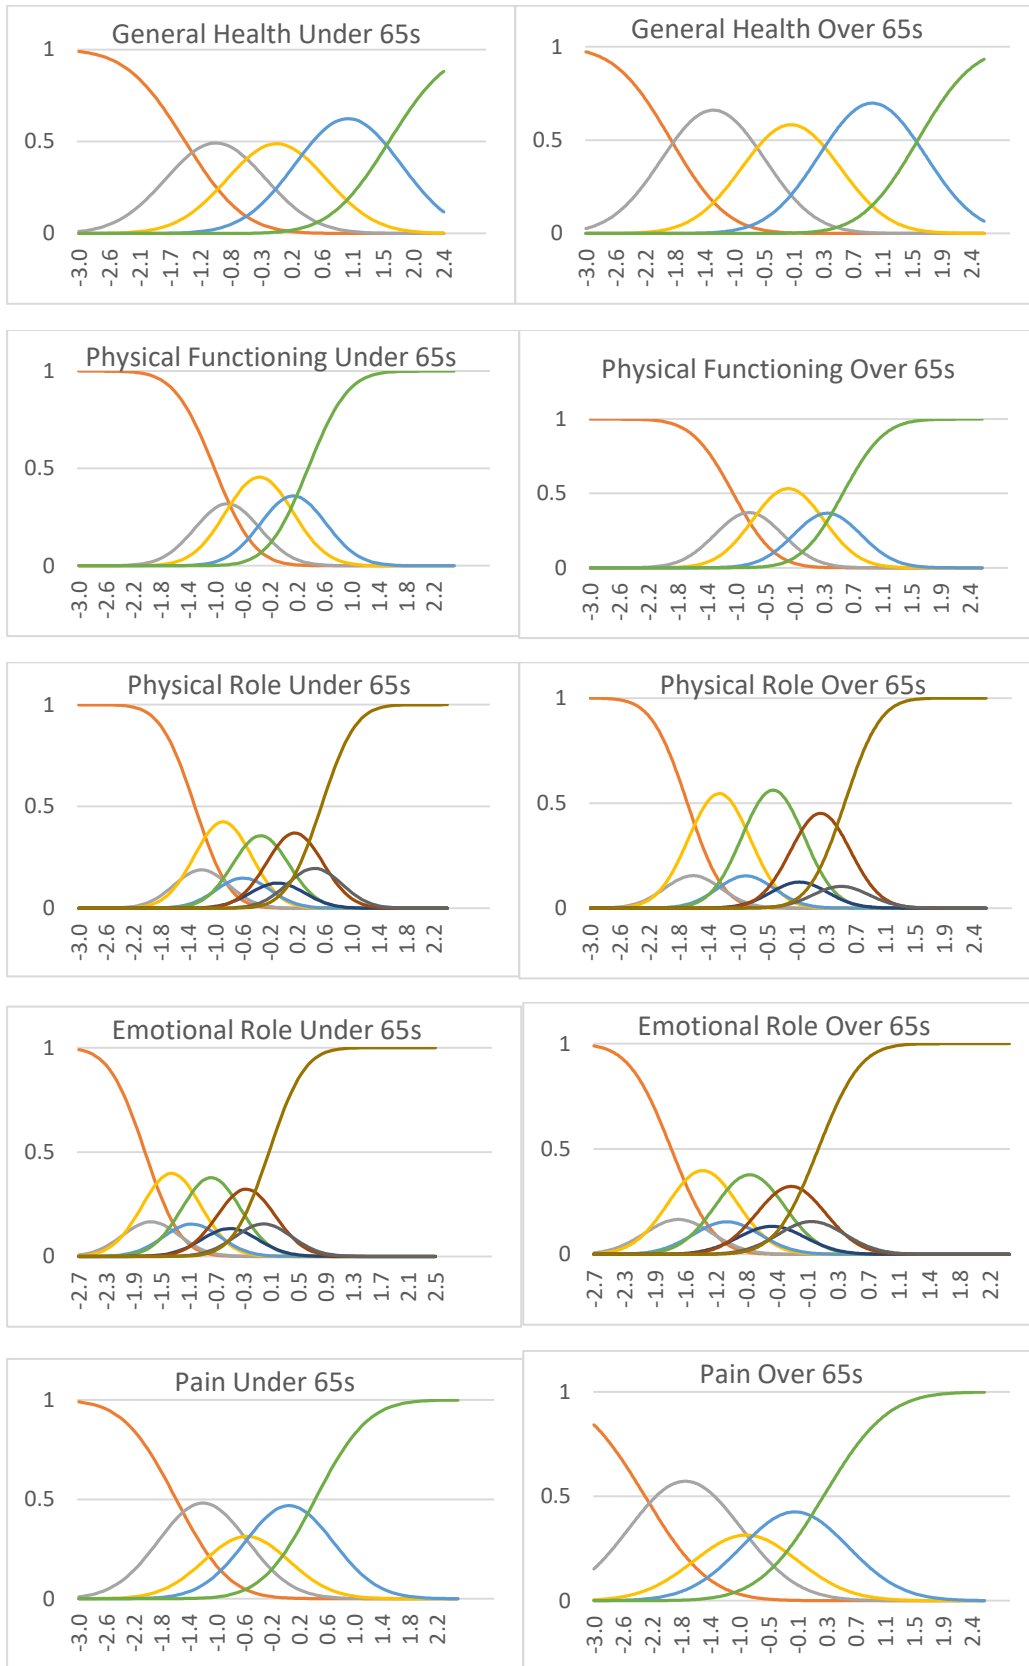 General Health Under 65s
1
0.5
0
-3.0 -2.6 -2.1 -1.7 -1.2 -0.8 -0.3 0.2 0.6 1.1 1.5 2.0 2.4
General Health Over 65s
1
0.5
0
-3.0 -2.6 -2.2 -1.8 -1.4 -1.0 -0.5 -0.1 0.3 0.7 1.1 1.5 1.9 2.4
Physical Functioning Under 65s
1
0.5
0
-3.0 -2.6 -2.2 -1.8 -1.4 -1.0 -0.6 -0.2 0.2 0.6 1.0 1.4 1.8 2.2
Physical Functioning Over 65s
1
0.5
0
-3.0 -2.6 -2.2 -1.8 -1.4 -1.0 -0.5 -0.1 0.3 0.7 1.1 1.5 1.9 2.4
Physical Role Under 65s
1
0.5
0
-3.0 -2.6 -2.2 -1.8 -1.4 -1.0 -0.6 -0.2 0.2 0.6 1.0 1.4 1.8 2.2
Physical Role Over 65s
1
0.5
0
-3.0 -2.6 -2.2 -1.8 -1.4 -1.0 -0.5 -0.1 0.3 0.7 1.1 1.5 1.9 2.4
Emotional Role Under 65s
1
0.5
0
-2.7 -2.3 -1.9 -1.5 -1.1 -0.7 -0.3 0.1 0.5 0.9 1.3 1.7 2.1 2.5
Emotional Role Over 65s
1
0.5
0
-2.7 -2.3 -1.9 -1.6 -1.2 -0.8 -0.4 -0.1 0.3 0.7 1.1 1.4 1.8 2.2
Pain Under 65s
1
0.5
0
-3.0 -2.6 -2.2 -1.8 -1.4 -1.0 -0.6 -0.2 0.2 0.6 1.0 1.4 1.8 2.2
Pain Over 65s
1
0.5
0
-3.0 -2.6 -2.2 -1.8 -1.4 -1.0 -0.5 -0.1 0.3 0.7 1.1 1.5 1.9 2.4